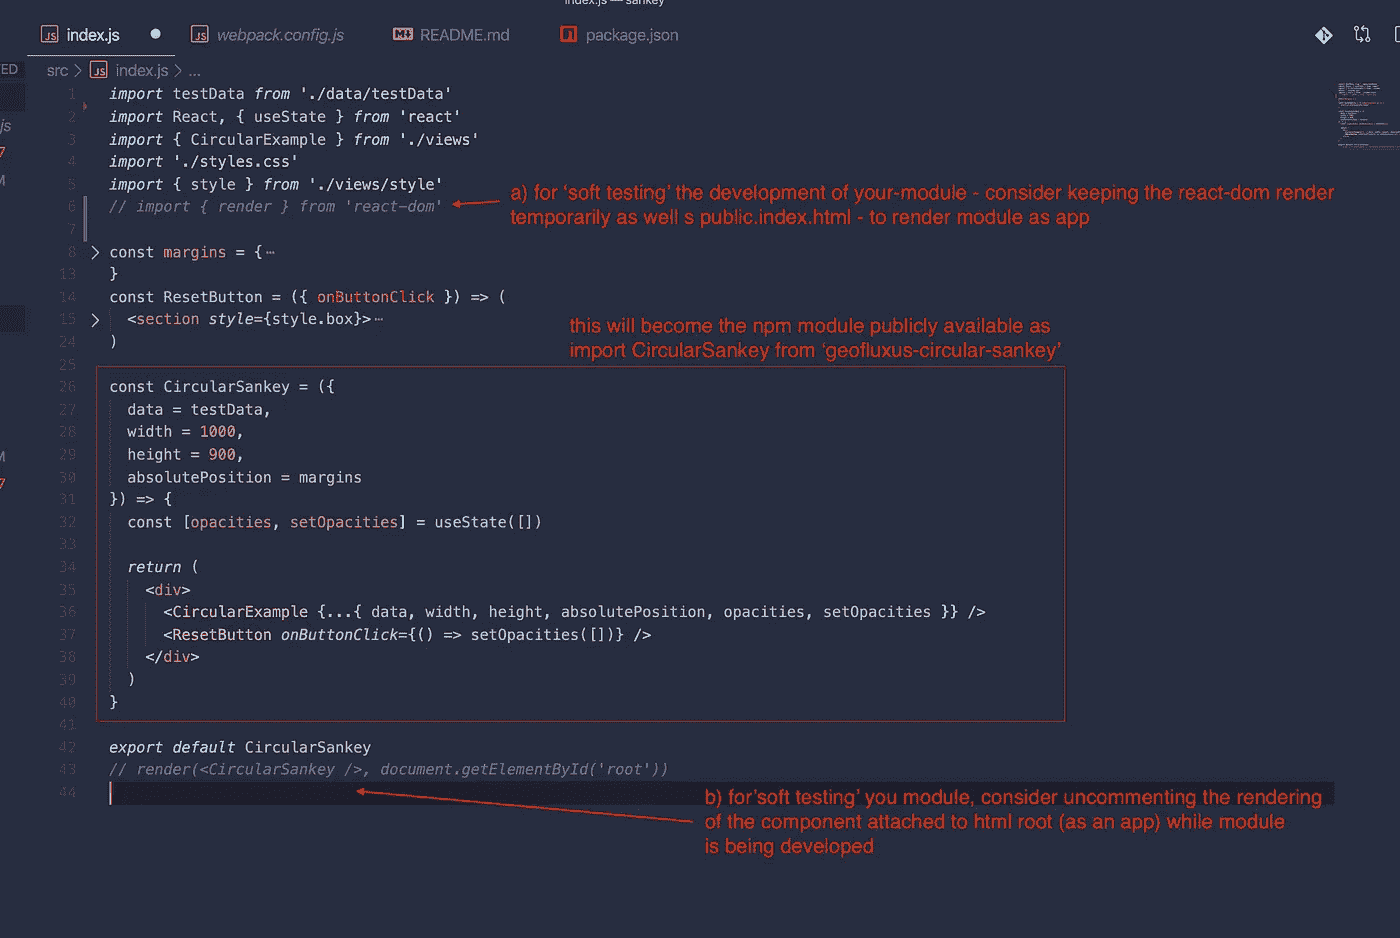 index.js — sankey
index.js webpack.config.js README.md package.json
ED src > index.js > ...
1 import testData from './data/testData'
2 import React, { useState } from 'react'
js
3 import { CircularExample } from './views'
7
4 import './styles.css'
M
5 import { style } from './views/style'
6 // import { render } from 'react-dom'
a) for ‘soft testing’ the development of your-module - consider keeping the react-dom render
temporarily as well s public.index.html - to render module as app
7
8 const margins = {⋯
13 }
14 const ResetButton = ({ onButtonClick }) => (
15 <section style={style.box}>⋯
24 )
this will become the npm module publicly available as
import CircularSankey from ‘geofluxus-circular-sankey’
25
26 const CircularSankey = ({
27 data = testData,
28 width = 1000,
29 height = 900,
M
30 absolutePosition = margins
7
31 }) => {
32 const [opacities, setOpacities] = useState([])
33
34 return (
35 <div>
36 <CircularExample {...{ data, width, height, absolutePosition, opacities, setOpacities }} />
37 <ResetButton onButtonClick={() => setOpacities([])} />
38 </div>
39 )
40 }
41
42 export default CircularSankey
43 // render(<CircularSankey />, document.getElementById('root'))
44
b) for’soft testing’ you module, consider uncommenting the rendering
of the component attached to html root (as an app) while module
is being developed